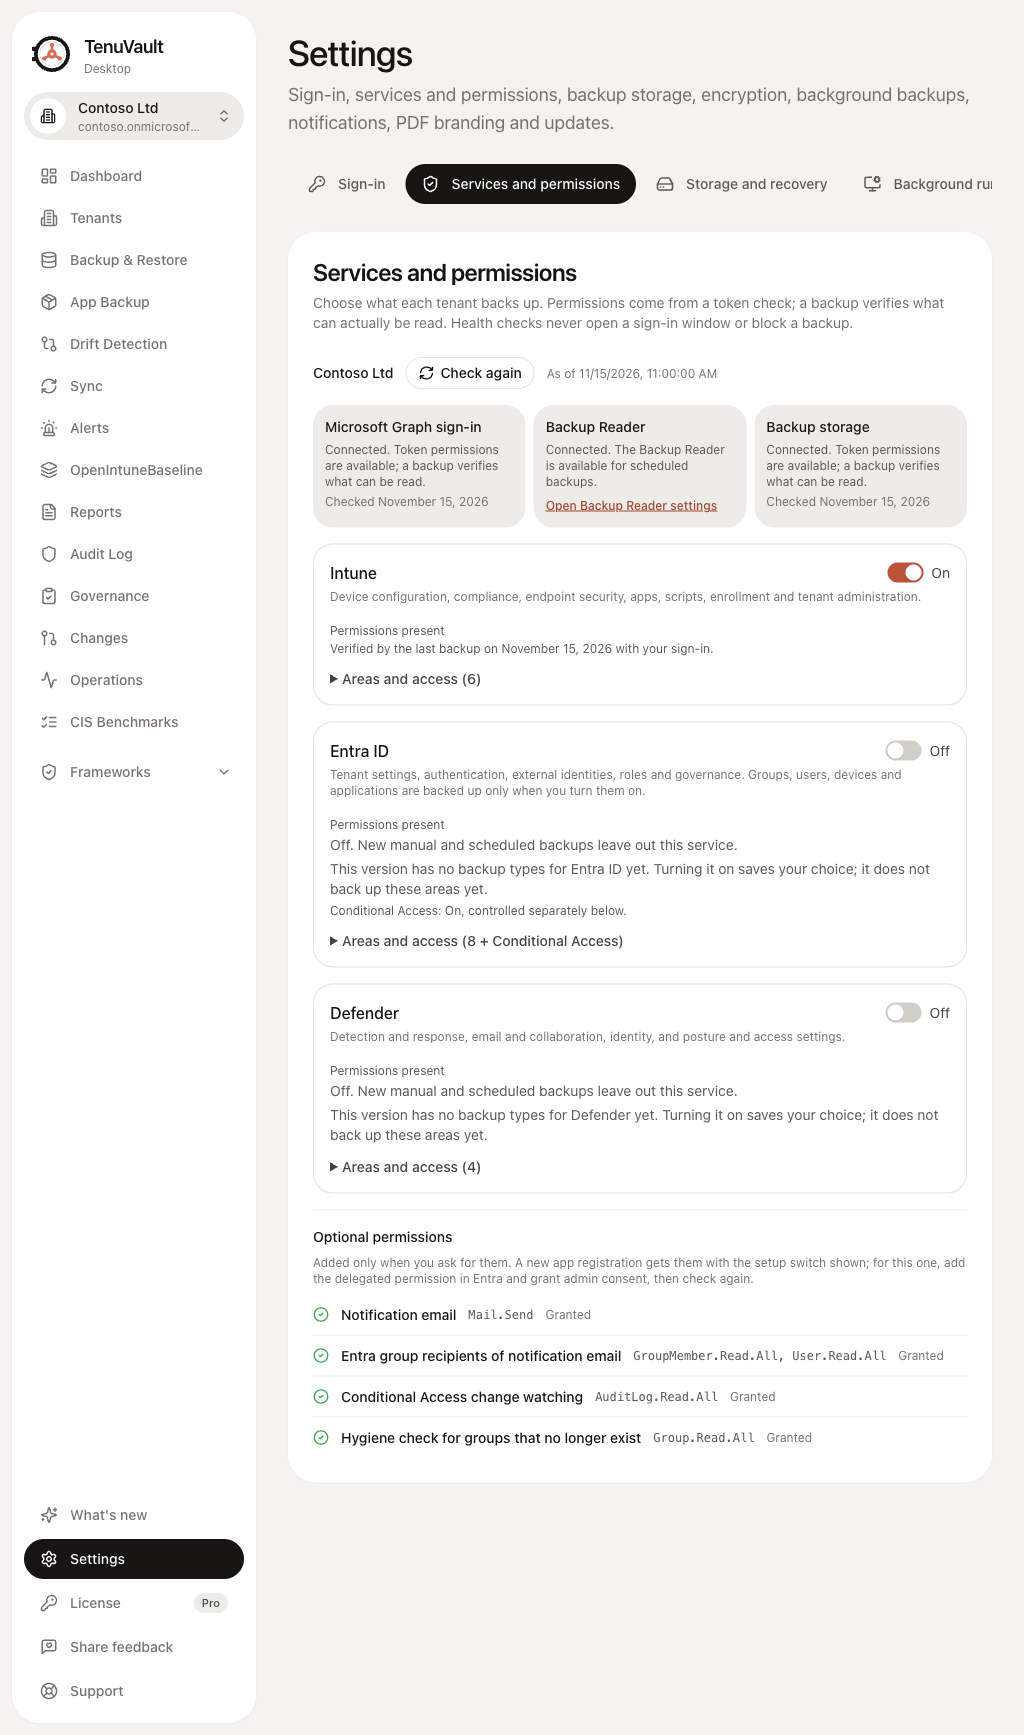 TenuVault
Desktop
Contoso Ltd
contoso.onmicrosof...
Dashboard
Tenants
Backup & Restore
App Backup
Drift Detection
Sync
Alerts
OpenIntuneBaseline
Reports
Audit Log
Governance
Changes
Operations
CIS Benchmarks
Frameworks
What's new
Settings
License
Pro
Share feedback
Support
Settings
Sign-in, services and permissions, backup storage, encryption, background backups,
notifications, PDF branding and updates.
Sign-in
Services and permissions
Storage and recovery
Background ru
Services and permissions
Choose what each tenant backs up. Permissions come from a token check; a backup verifies what
can actually be read. Health checks never open a sign-in window or block a backup.
Contoso Ltd
Check again
As of 11/15/2026, 11:00:00 AM
Microsoft Graph sign-in
Connected. Token permissions
are available; a backup verifies
what can be read.
Checked November 15, 2026
Backup Reader
Connected. The Backup Reader
is available for scheduled
backups.
Open Backup Reader settings
Backup storage
Connected. Token permissions
are available; a backup verifies
what can be read.
Checked November 15, 2026
Intune
On
Device configuration, compliance, endpoint security, apps, scripts, enrollment and tenant administration.
Permissions present
Verified by the last backup on November 15, 2026 with your sign-in.
Areas and access (6)
Entra ID
Off
Tenant settings, authentication, external identities, roles and governance. Groups, users, devices and
applications are backed up only when you turn them on.
Permissions present
Off. New manual and scheduled backups leave out this service.
This version has no backup types for Entra ID yet. Turning it on saves your choice; it does not
back up these areas yet.
Conditional Access: On, controlled separately below.
Areas and access (8 + Conditional Access)
Defender
Off
Detection and response, email and collaboration, identity, and posture and access settings.
Permissions present
Off. New manual and scheduled backups leave out this service.
This version has no backup types for Defender yet. Turning it on saves your choice; it does not
back up these areas yet.
Areas and access (4)
Optional permissions
Added only when you ask for them. A new app registration gets them with the setup switch shown; for this one, add
the delegated permission in Entra and grant admin consent, then check again.
Notification email Mail.Send Granted
Entra group recipients of notification email GroupMember.Read.All, User.Read.All Granted
Conditional Access change watching AuditLog.Read.All Granted
Hygiene check for groups that no longer exist Group.Read.All Granted